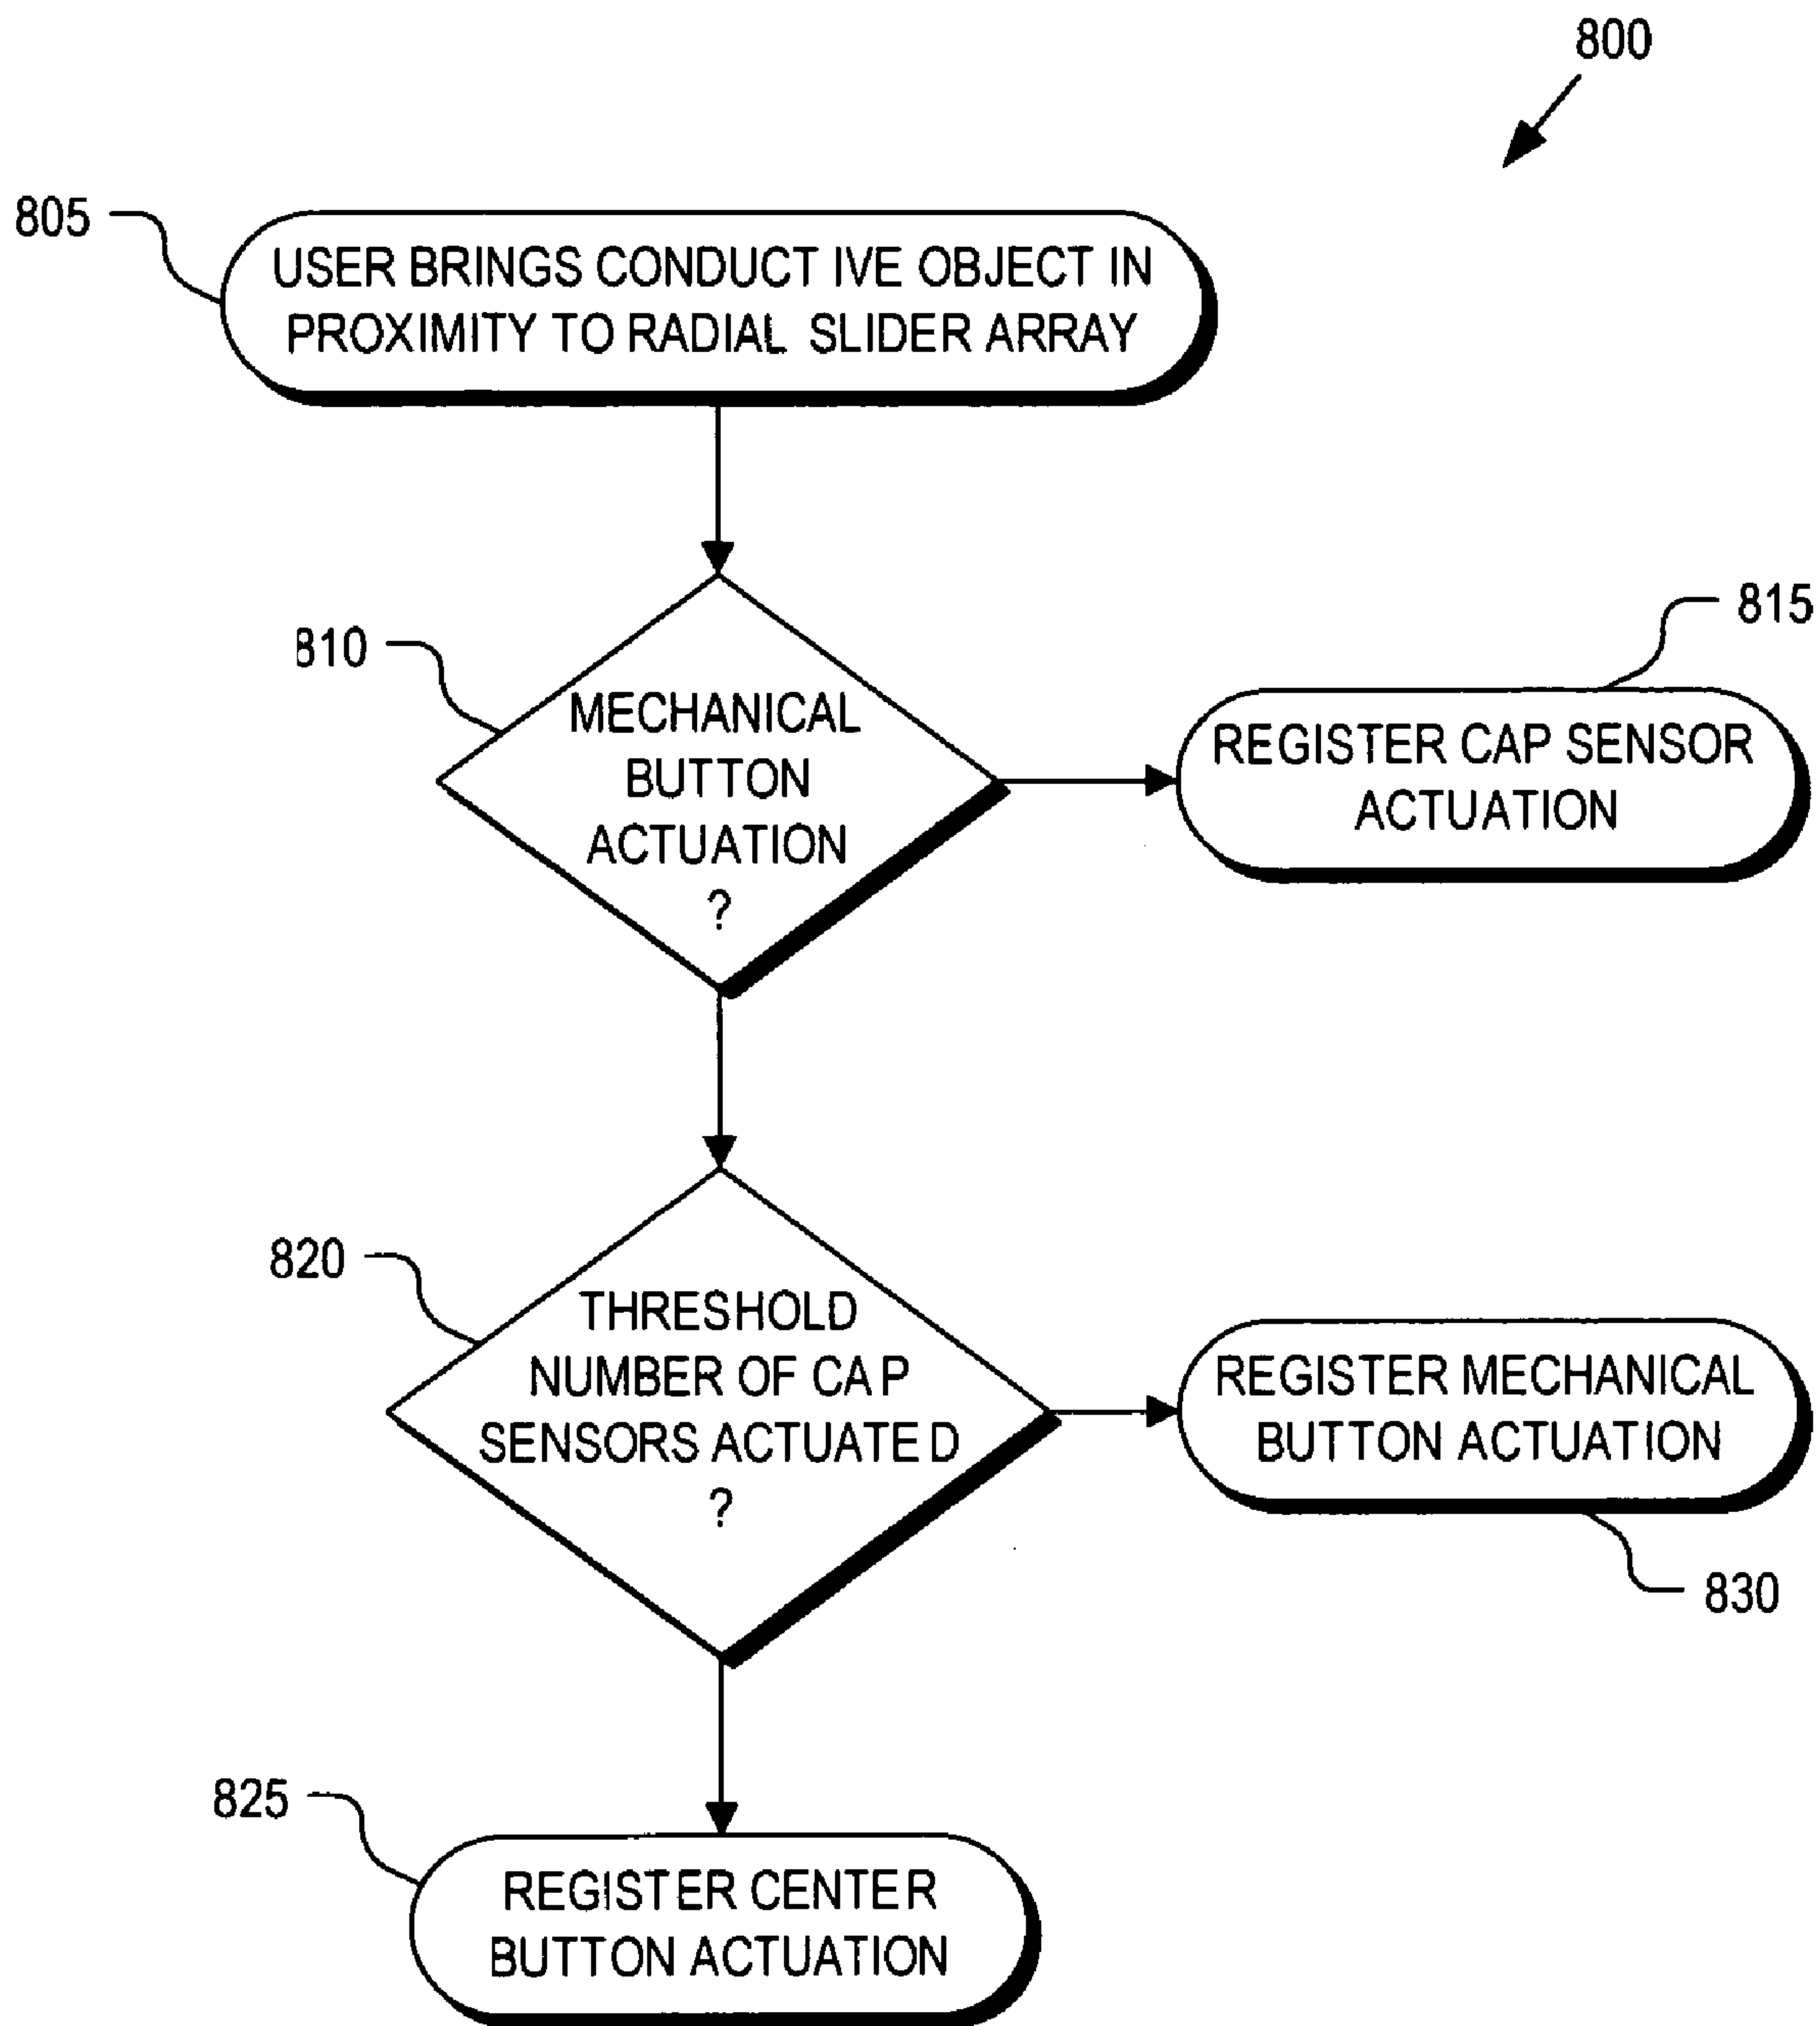 800
805
USER BRINGS CONDUCT IVE OBJECT IN
PROXIMITY TO RADIAL SLIDER ARRAY
810
MECHANICAL
BUTTON
ACTUATION
?
815
REGISTER CAP SENSOR
ACTUATION
820
THRESHOLD
NUMBER OF CAP
SENSORS ACTUATE D
?
REGISTER MECHANICAL
BUTTON ACTUATION
830
825
REGISTER CENTER
BUTTON ACTUATION